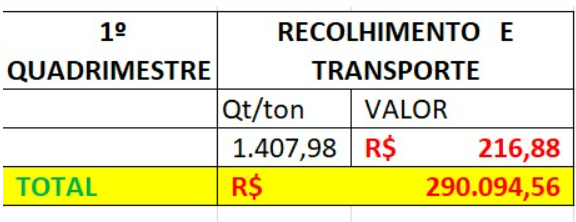 1º QUADRIMESTRE RECOLHIMENTO E TRANSPORTE
Qt/ton VALOR
1.407,98 R$ 216,88
TOTAL R$ 290.094,56